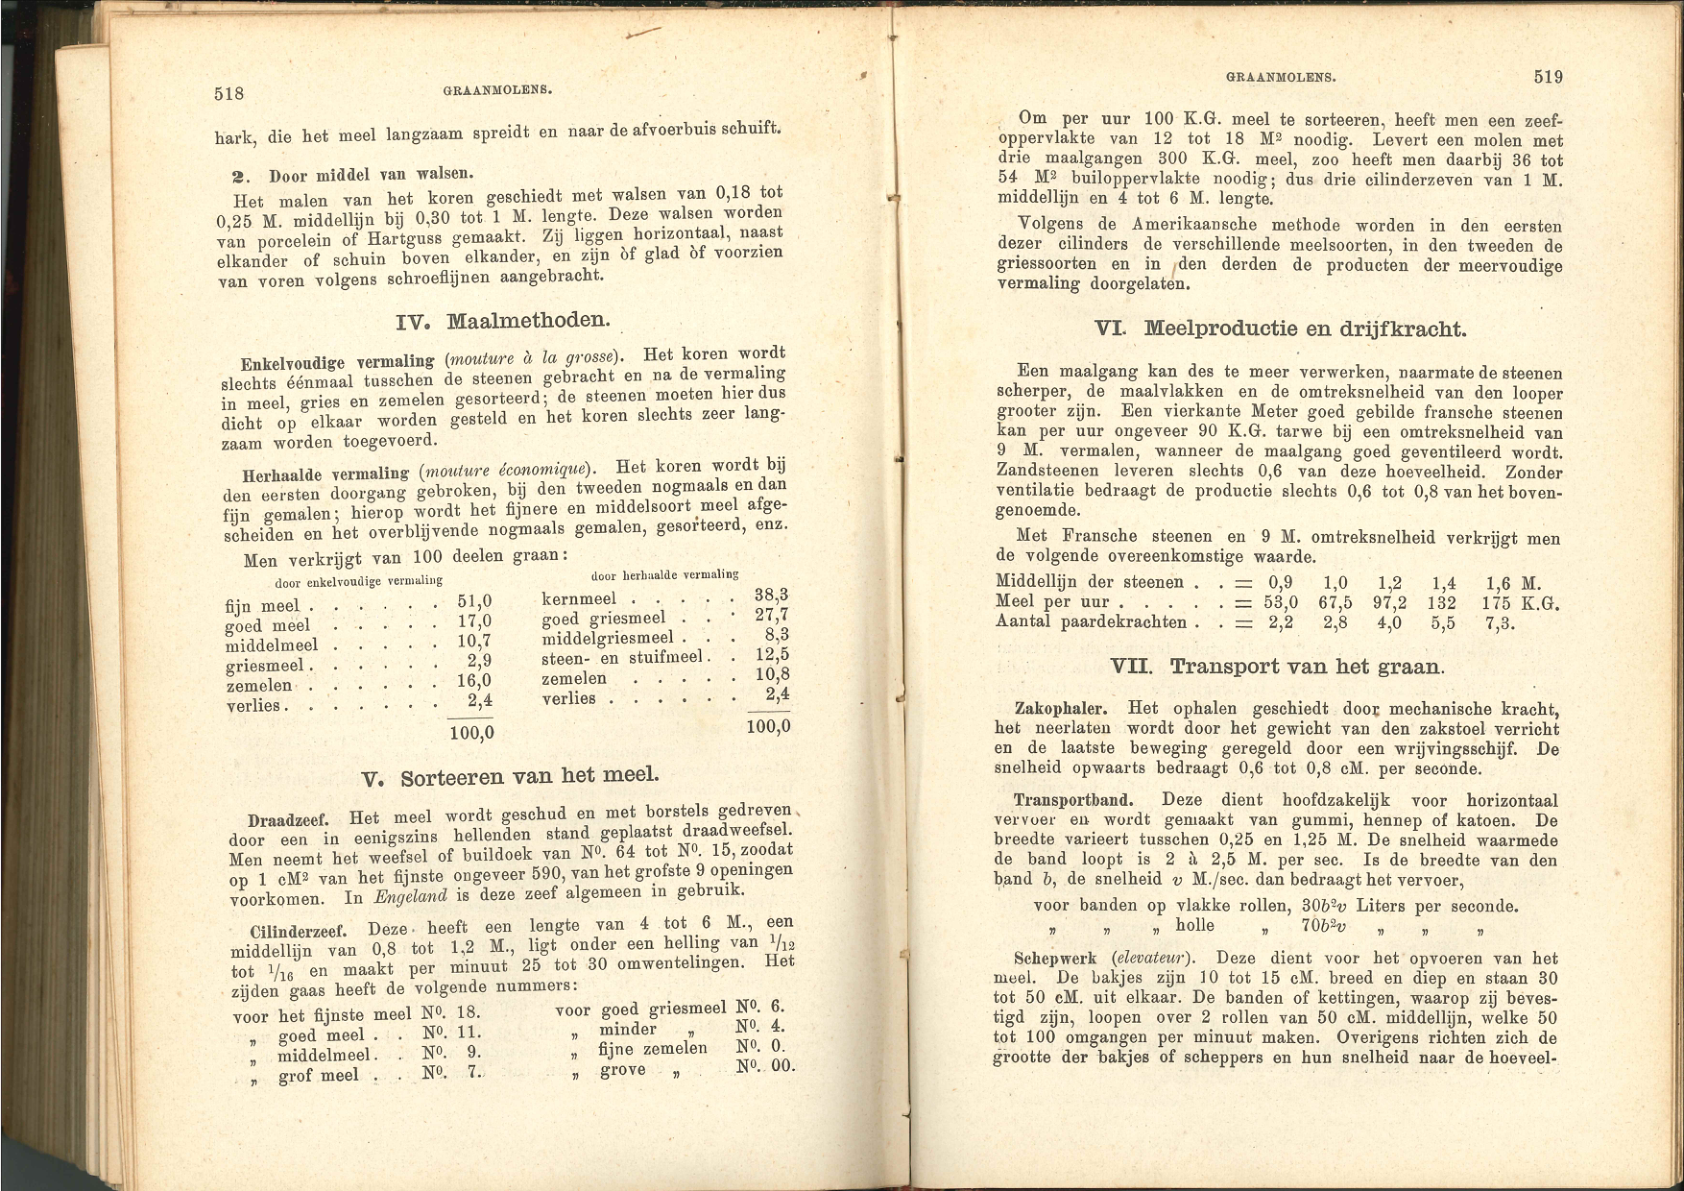 518
GRAANMOLENS.
hark, die het meel langzaam spreidt en naar de afvoerbuis schuift.
2. Door middel van walsen.
Het malen van het koren geschiedt met walsen van 0,18 tot
0,25 M. middellijn bij 0,30 tot 1 M. lengte. Deze walsen worden
van porcelein of Hartguss gemaakt. Zij liggen horizontaal, naast
elkander of schuin boven elkander, en zijn òf glad òf voorzien
van voren volgens schroeflijnen aangebracht.
IV. Maalmethoden.
Enkelvoudige vermaling (mouture à la grosse). Het koren wordt
slechts éénmaal tusschen de steenen gebracht en na de vermaling
in meel, gries en zemelen gesorteerd; de steenen moeten hier dus
dicht op elkaar worden gesteld en het koren slechts zeer lang-
zaam worden toegevoerd.
Herhaalde vermaling (mouture économique). Het koren wordt bij
den eersten doorgang gebroken, bij den tweeden nogmaals en dan
fijn gemalen; hierop wordt het fijnere en middelsoort meel afge-
scheiden en het overblijvende nogmaals gemalen, gesorteerd, enz.
Men verkrijgt van 100 deelen graan:
door enkelvoudige vermaling door herhaalde vermaling
fijn meel . . . . . . 51,0 kernmeel . . . . . 38,3
goed meel . . . . . 17,0 goed griesmeel . . . 27,7
middelmeel . . . . . 10,7 middelgriesmeel . . . 8,3
griesmeel . . . . . . 2,9 steen- en stuifmeel . . 12,5
zemelen . . . . . . 16,0 zemelen . . . . . 10,8
verlies . . . . . . . 2,4 verlies . . . . . . 2,4
100,0 100,0
V. Sorteeren van het meel.
Draadzeef. Het meel wordt geschud en met borstels gedreven
door een in eenigszins hellenden stand geplaatst draadweefsel.
Men neemt het weefsel of buildoek van Nº. 64 tot Nº. 15, zoodat
op 1 cM² van het fijnste ongeveer 590, van het grofste 9 openingen
voorkomen. In Engeland is deze zeef algemeen in gebruik.
Cilinderzeef. Deze heeft een lengte van 4 tot 6 M., een
middellijn van 0,8 tot 1,2 M., ligt onder een helling van 1/12
tot 1/16 en maakt per minuut 25 tot 30 omwentelingen. Het
zijden gaas heeft de volgende nummers:
voor het fijnste meel Nº. 18. voor goed griesmeel Nº. 6.
„ goed meel . . Nº. 11. „ minder „ Nº. 4.
„ middelmeel . . Nº. 9. „ fijne zemelen Nº. 0.
„ grof meel . . Nº. 7. „ grove „ Nº. 00.
GRAANMOLENS.
519
Om per uur 100 K.G. meel te sorteeren, heeft men een zeef-
oppervlakte van 12 tot 18 M² noodig. Levert een molen met
drie maalgangen 300 K.G. meel, zoo heeft men daarbij 36 tot
54 M² builoppervlakte noodig; dus drie cilinderzeven van 1 M.
middellijn en 4 tot 6 M. lengte.
Volgens de Amerikaansche methode worden in den eersten
dezer cilinders de verschillende meelsoorten, in den tweeden de
griessoorten en in den derden de producten der meervoudige
vermaling doorgelaten.
VI. Meelproductie en drijfkracht.
Een maalgang kan des te meer verwerken, naarmate de steenen
scherper, de maalvlakken en de omtreksnelheid van den looper
grooter zijn. Een vierkante Meter goed gebilde fransche steenen
kan per uur ongeveer 90 K.G. tarwe bij een omtreksnelheid van
9 M. vermalen, wanneer de maalgang goed geventileerd wordt.
Zandsteenen leveren slechts 0,6 van deze hoeveelheid. Zonder
ventilatie bedraagt de productie slechts 0,6 tot 0,8 van het boven-
genoemde.
Met Fransche steenen en 9 M. omtreksnelheid verkrijgt men
de volgende overeenkomstige waarde.
Middellijn der steenen . . = 0,9 1,0 1,2 1,4 1,6 M.
Meel per uur . . . . . = 53,0 67,5 97,2 132 175 K.G.
Aantal paardekrachten . . = 2,2 2,8 4,0 5,5 7,3.
VII. Transport van het graan.
Zakophaler. Het ophalen geschiedt door mechanische kracht,
het neerlaten wordt door het gewicht van den zakstoel verricht
en de laatste beweging geregeld door een wrijvingsschijf. De
snelheid opwaarts bedraagt 0,6 tot 0,8 cM. per seconde.
Transportband. Deze dient hoofdzakelijk voor horizontaal
vervoer en wordt gemaakt van gummi, hennep of katoen. De
breedte varieert tusschen 0,25 en 1,25 M. De snelheid waarmede
de band loopt is 2 à 2,5 M. per sec. Is de breedte van den
band b, de snelheid v M./sec. dan bedraagt het vervoer,
voor banden op vlakke rollen, 30b²v Liters per seconde.
„ „ „ holle „ 70b²v „ „ „
Schepwerk (elevateur). Deze dient voor het opvoeren van het
meel. De bakjes zijn 10 tot 15 cM. breed en diep en staan 30
tot 50 cM. uit elkaar. De banden of kettingen, waarop zij beves-
tigd zijn, loopen over 2 rollen van 50 cM. middellijn, welke 50
tot 100 omgangen per minuut maken. Overigens richten zich de
grootte der bakjes of scheppers en hun snelheid naar de hoeveel-